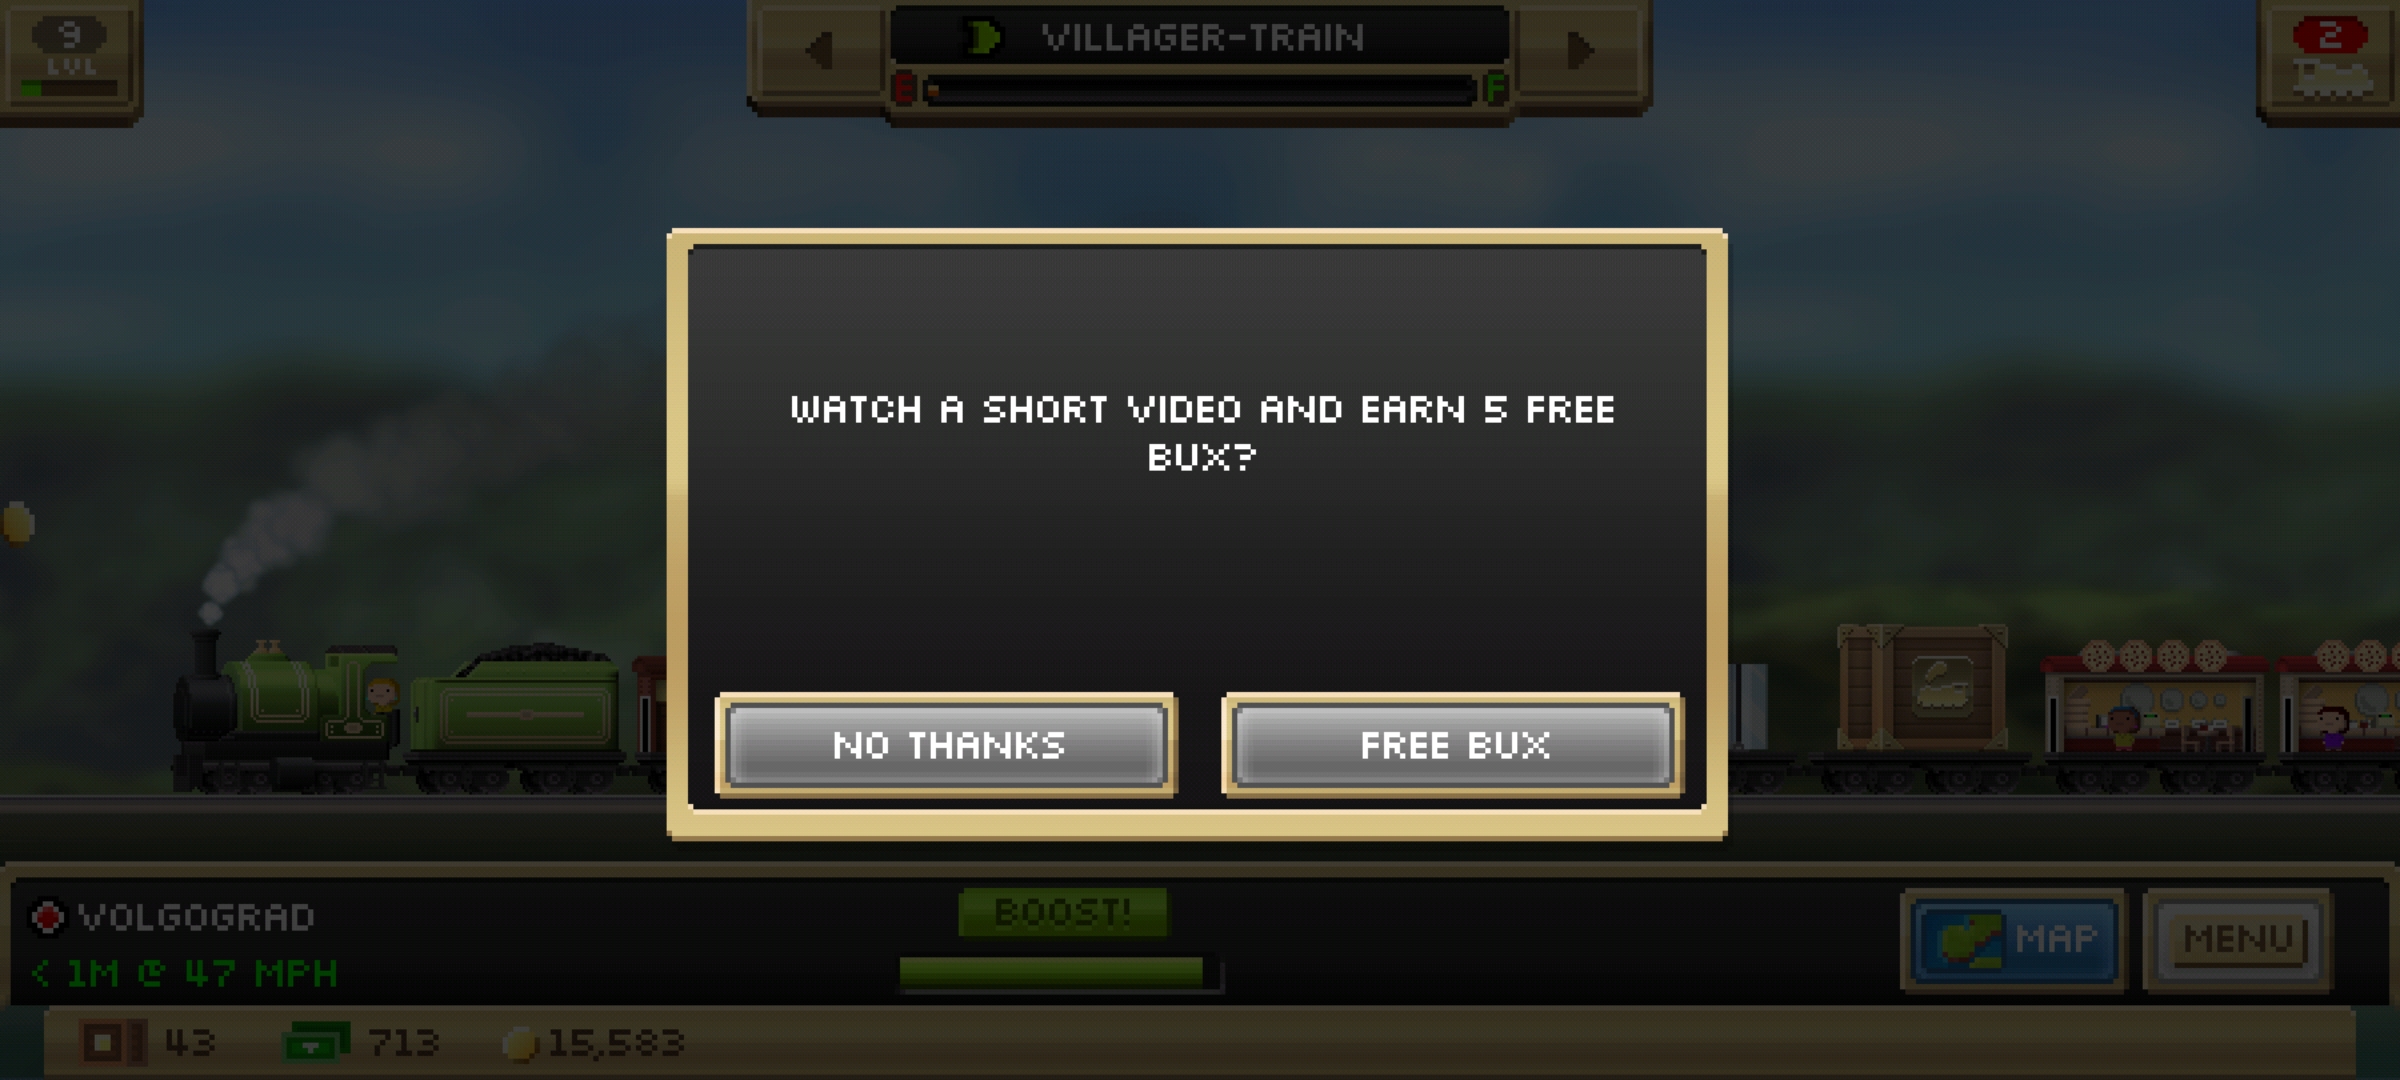 9
LVL
VILLAGER-TRAIN
E F
2
WATCH A SHORT VIDEO AND EARN 5 FREE
BUX?
NO THANKS
FREE BUX
VOLGOGRAD
< 1M @ 47 MPH
BOOST!
MAP
MENU
43
713
15,583